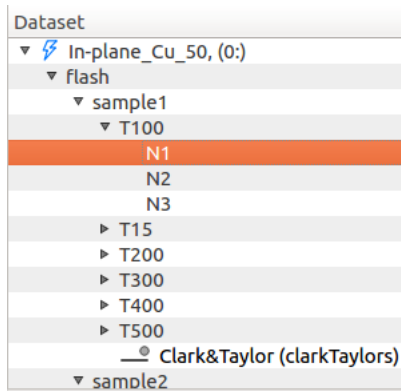 Dataset
In-plane_Cu_50, (0:)
flash
sample1
T100
N1
N2
N3
T15
T200
T300
T400
T500
Clark&Taylor (clarkTaylors)
sample2